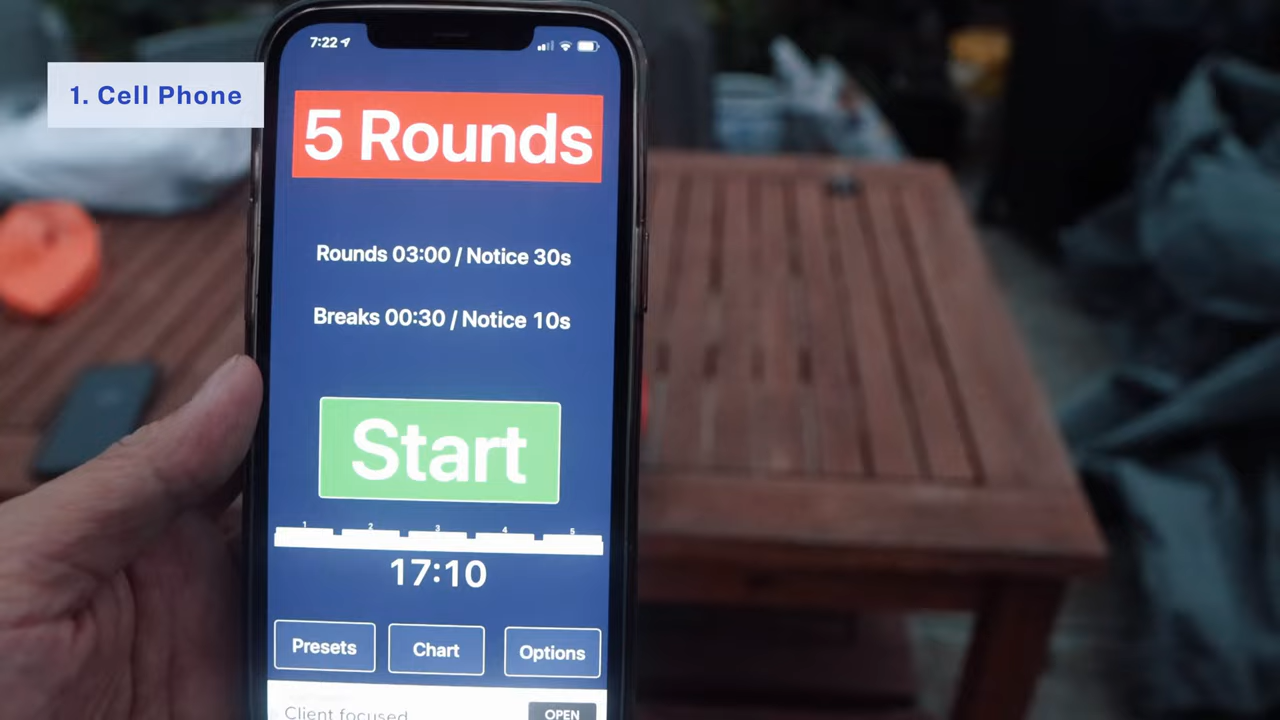 1. Cell Phone
7:22
5 Rounds
Rounds 03:00 / Notice 30s
Breaks 00:30 / Notice 10s
Start
1 2 3 4 5
17:10
Presets Chart Options
Client focused OPEN